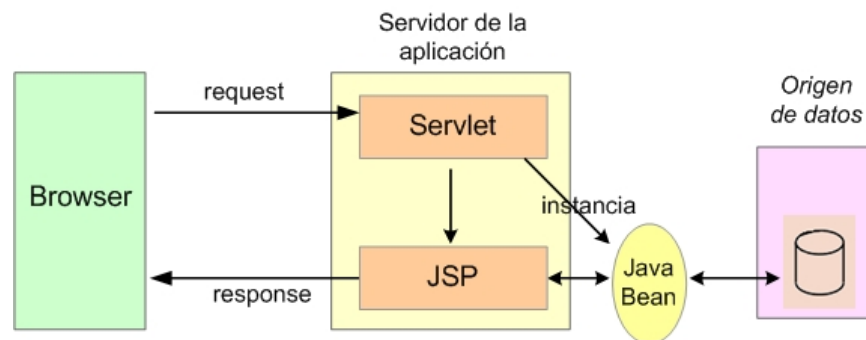 Servidor de la
aplicación
Origen
de datos
request
Servlet
Browser
instancia
JSP
Java
Bean
response